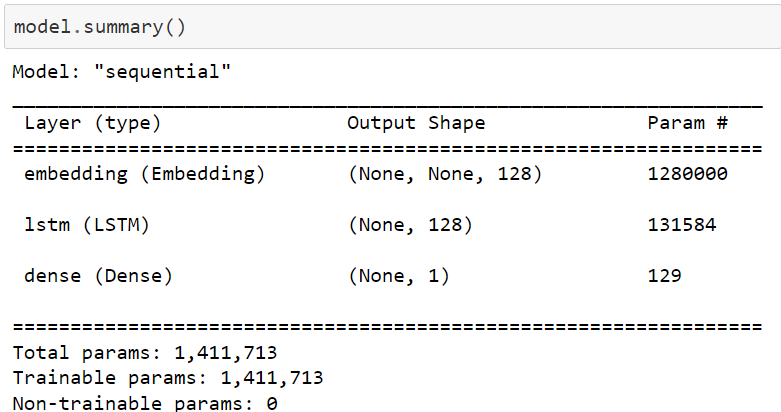 model.summary()
Model: "sequential"
_________________________________________________________________
Layer (type) Output Shape Param #
=================================================================
embedding (Embedding) (None, None, 128) 1280000
lstm (LSTM) (None, 128) 131584
dense (Dense) (None, 1) 129
=================================================================
Total params: 1,411,713
Trainable params: 1,411,713
Non-trainable params: 0